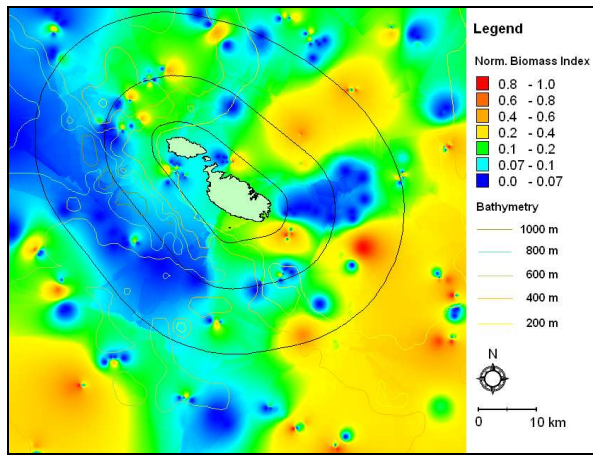 Legend
Norm. Biomass Index
0.8 - 1.0
0.6 - 0.8
0.4 - 0.6
0.2 - 0.4
0.1 - 0.2
0.07 - 0.1
0.0 - 0.07
Bathymetry
1000 m
800 m
600 m
400 m
200 m
N
0 10 km